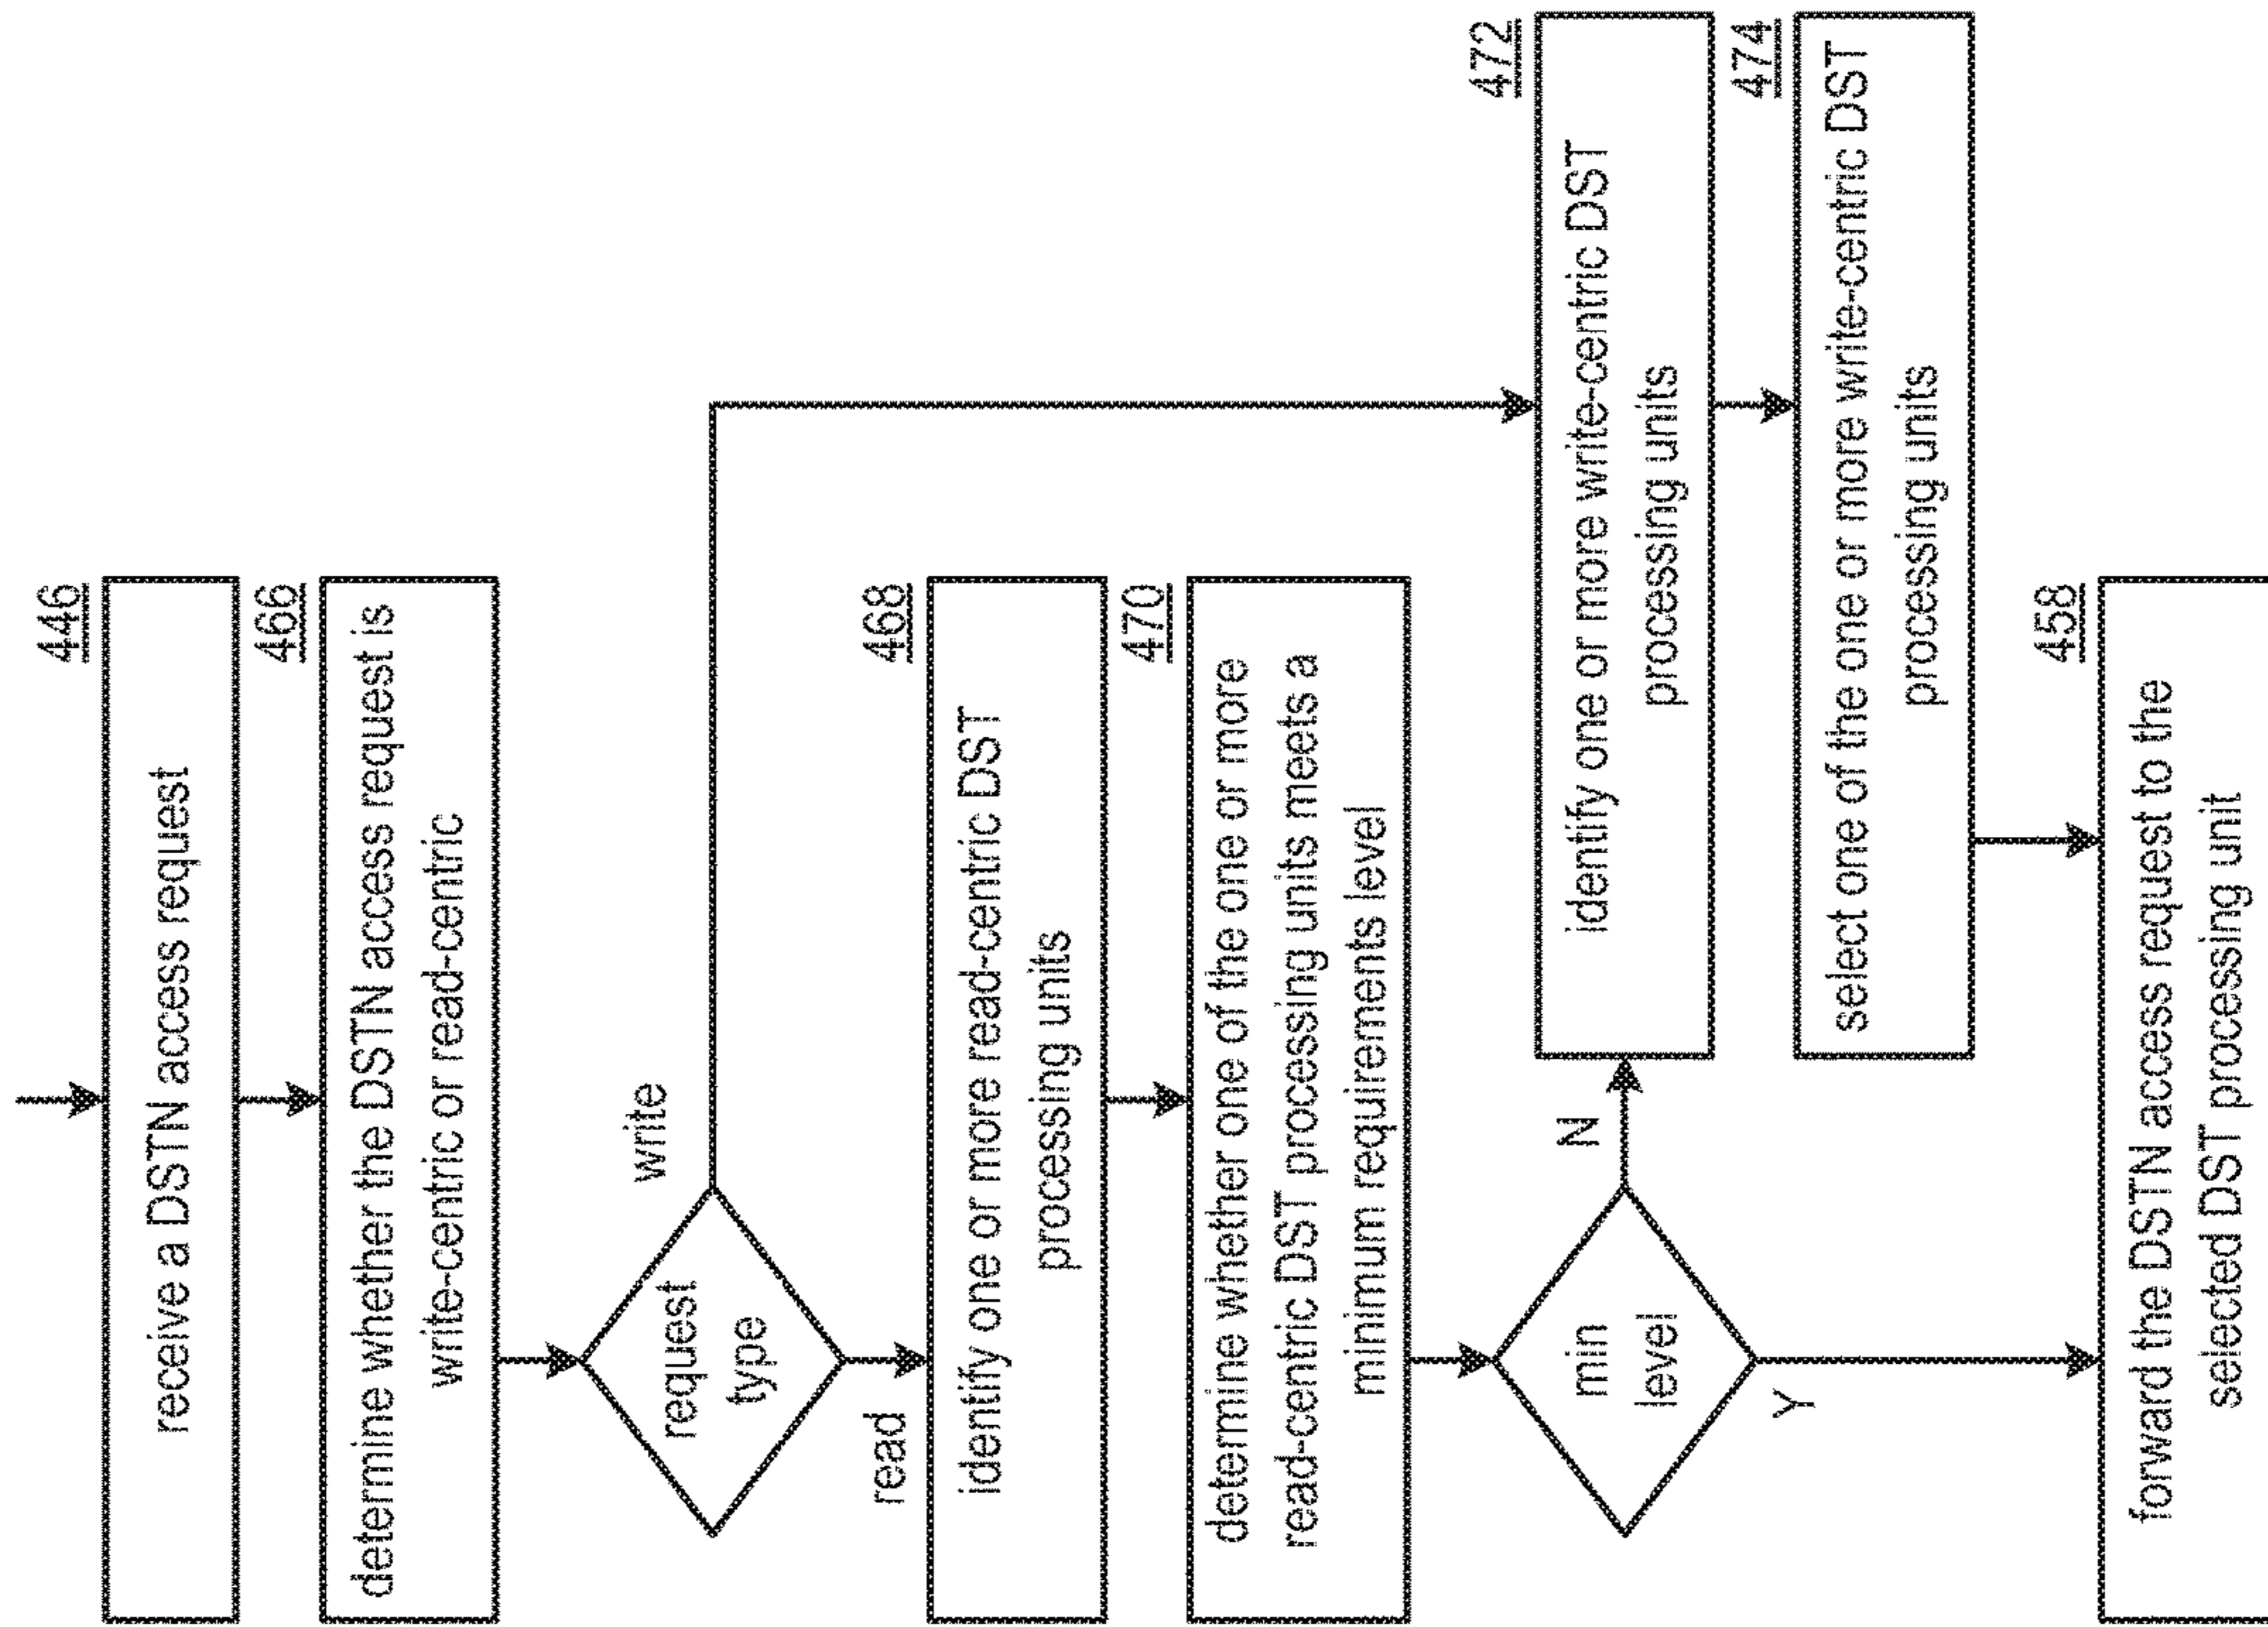 446
receive a DSTN access request
466
determine whether the DSTN access request is
write-centric or read-centric
request
type
write
read
468
identify one or more read-centric DST
processing units
470
determine whether one of the one or more
read-centric DST processing units meets a
minimum requirements level
min
level
N
Y
472
identify one or more write-centric DST
processing units
474
select one of the one or more write-centric DST
processing units
458
forward the DSTN access request to the
selected DST processing unit